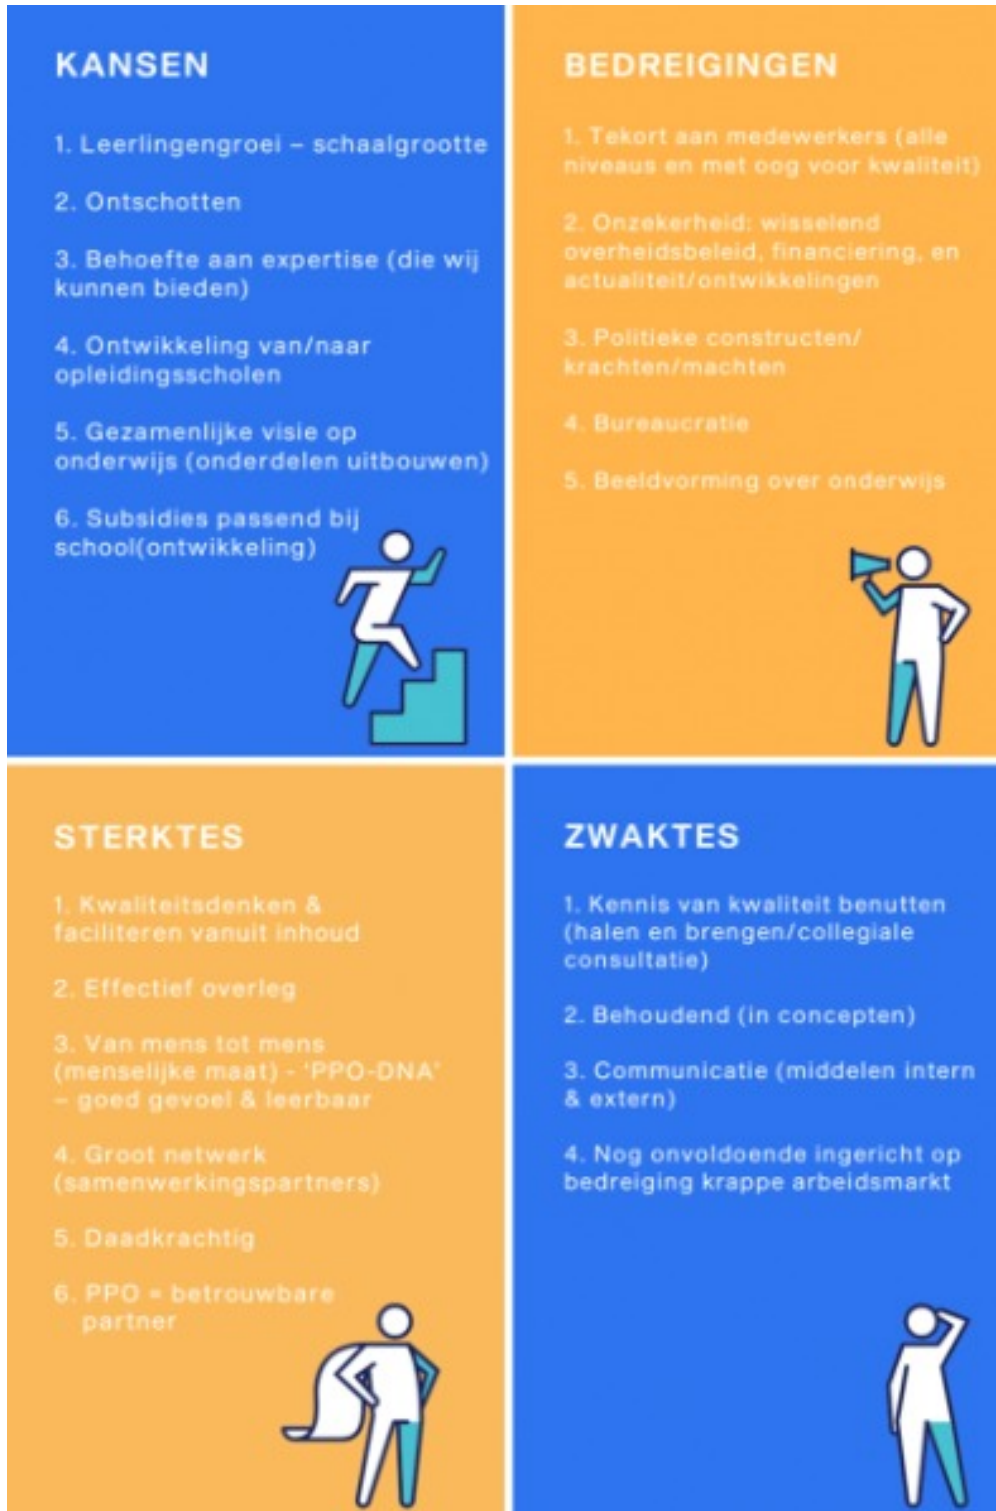 KANSEN
1. Leerlingengroei – schaalgrootte
2. Ontschotten
3. Behoefte aan expertise (die wij
kunnen bieden)
4. Ontwikkeling van/naar
opleidingsscholen
5. Gezamenlijke visie op
onderwijs (onderdelen uitbouwen)
6. Subsidies passend bij
school(ontwikkeling)
BEDREIGINGEN
1. Tekort aan medewerkers (alle
niveaus en met oog voor kwaliteit)
2. Onzekerheid: wisselend
overheidsbeleid, financiering, en
actualiteit/ontwikkelingen
3. Politieke constructen/
krachten/machten
4. Bureaucratie
5. Beeldvorming over onderwijs
STERKTES
1. Kwaliteitsdenken &
faciliteren vanuit inhoud
2. Effectief overleg
3. Van mens tot mens
(menselijke maat) - 'PPO-DNA'
– goed gevoel & leerbaar
4. Groot netwerk
(samenwerkingspartners)
5. Daadkrachtig
6. PPO = betrouwbare
partner
ZWAKTES
1. Kennis van kwaliteit benutten
(halen en brengen/collegiale
consultatie)
2. Behoudend (in concepten)
3. Communicatie (middelen intern
& extern)
4. Nog onvoldoende ingericht op
bedreiging krappe arbeidsmarkt